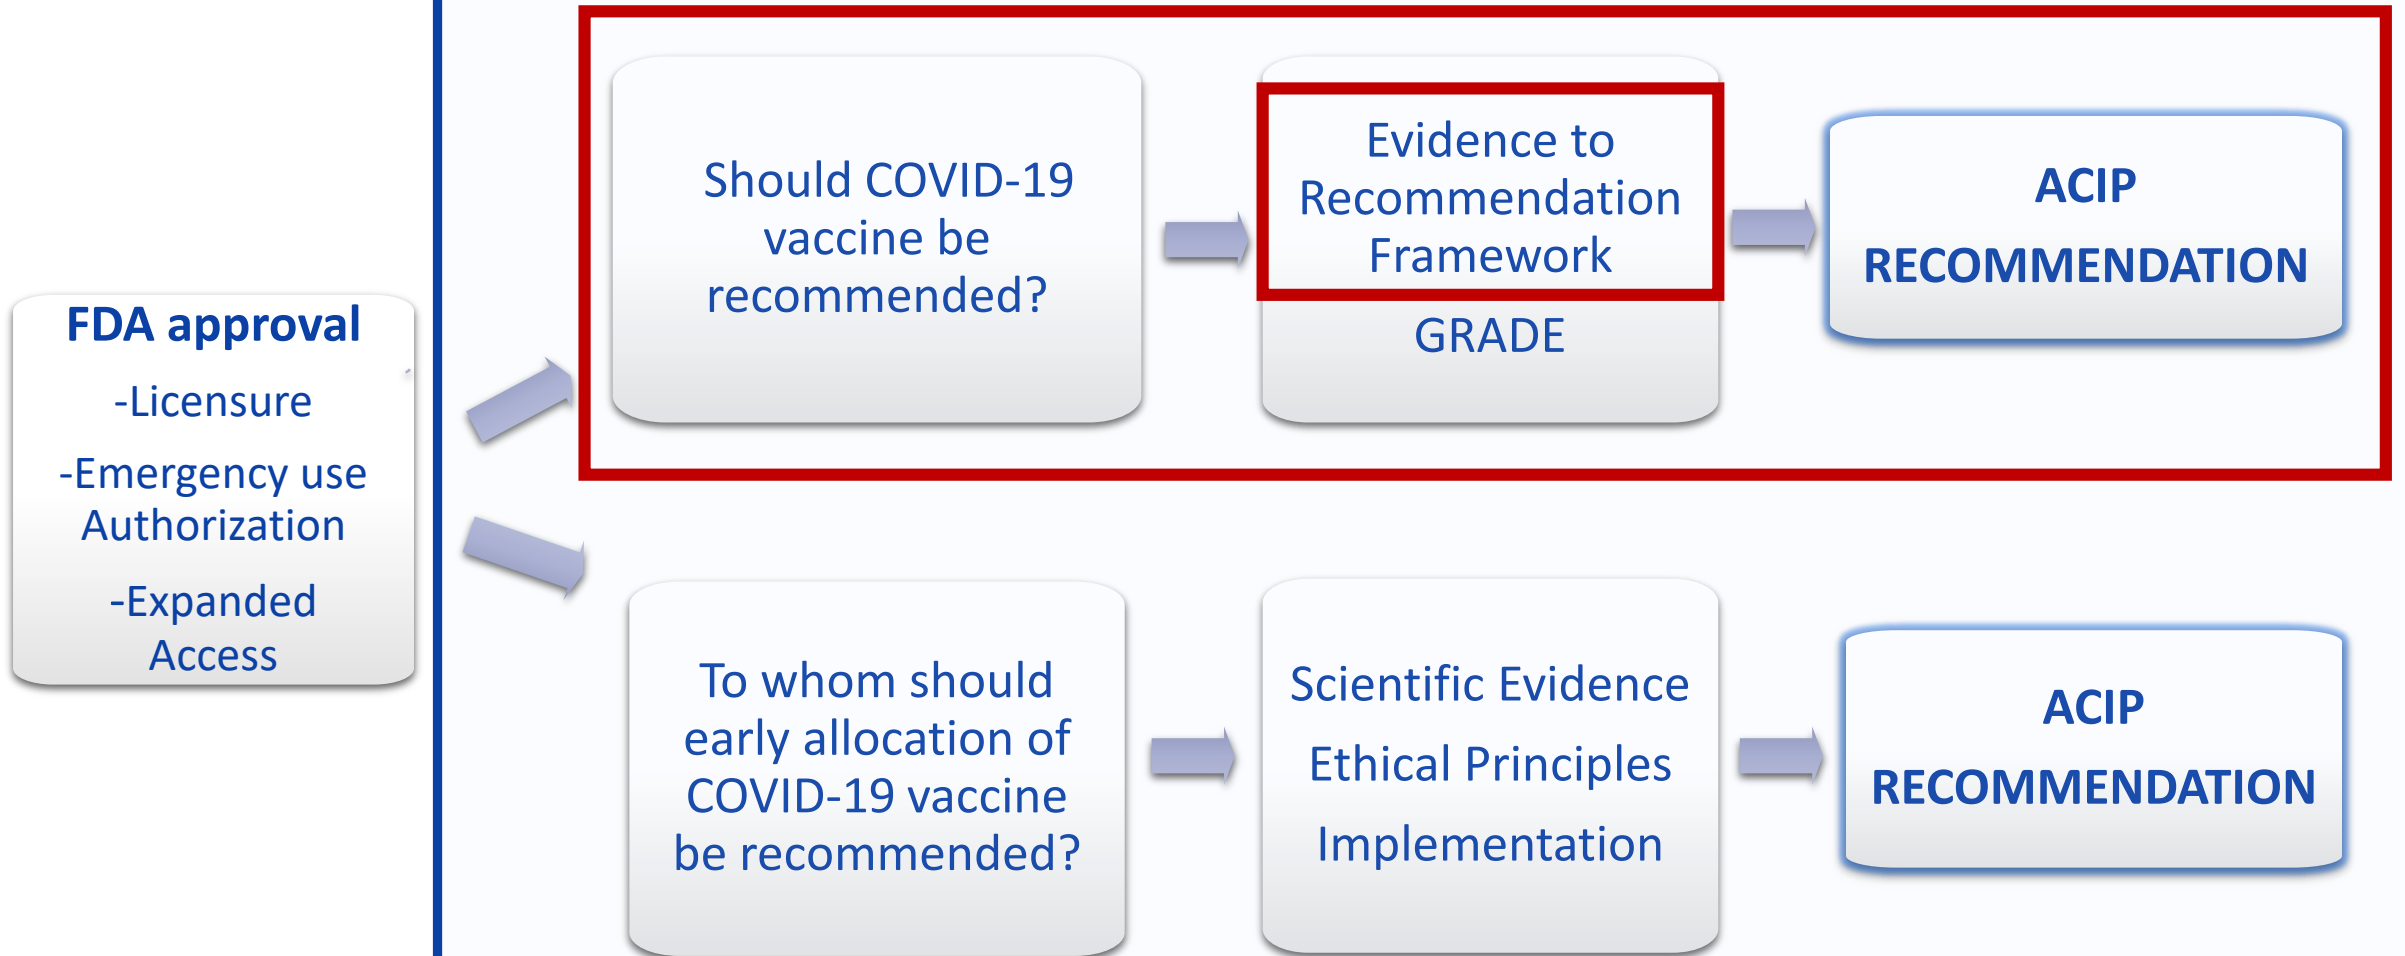 FDA approval
-Licensure
-Emergency use
Authorization
-Expanded
Access
Should COVID-19
vaccine be
recommended?
Evidence to
Recommendation
Framework
GRADE
ACIP
RECOMMENDATION
To whom should
early allocation of
COVID-19 vaccine
be recommended?
Scientific Evidence
Ethical Principles
Implementation
ACIP
RECOMMENDATION